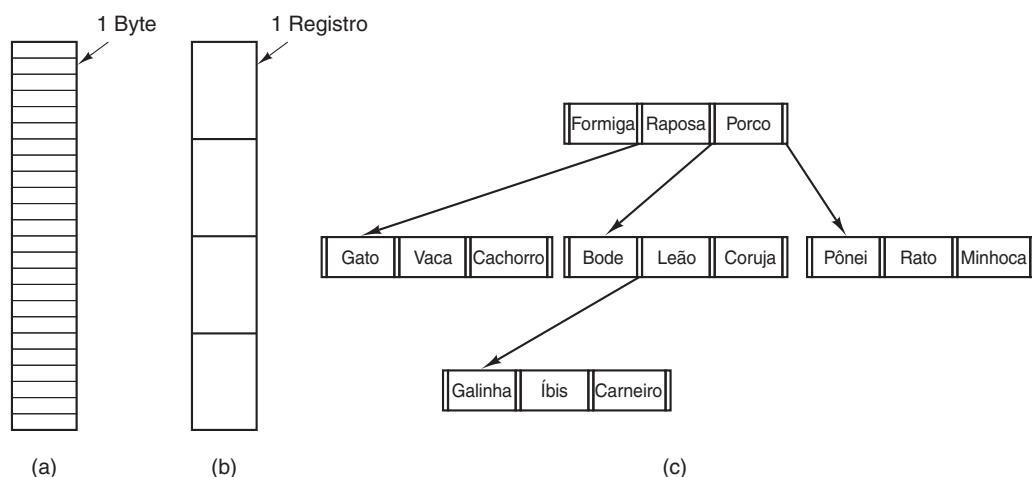 1 Byte
1 Registro
Formiga Raposa Porco
Gato Vaca Cachorro Bode Leão Coruja Pônei Rato Minhoca
Galinha Íbis Carneiro
(a) (b) (c)